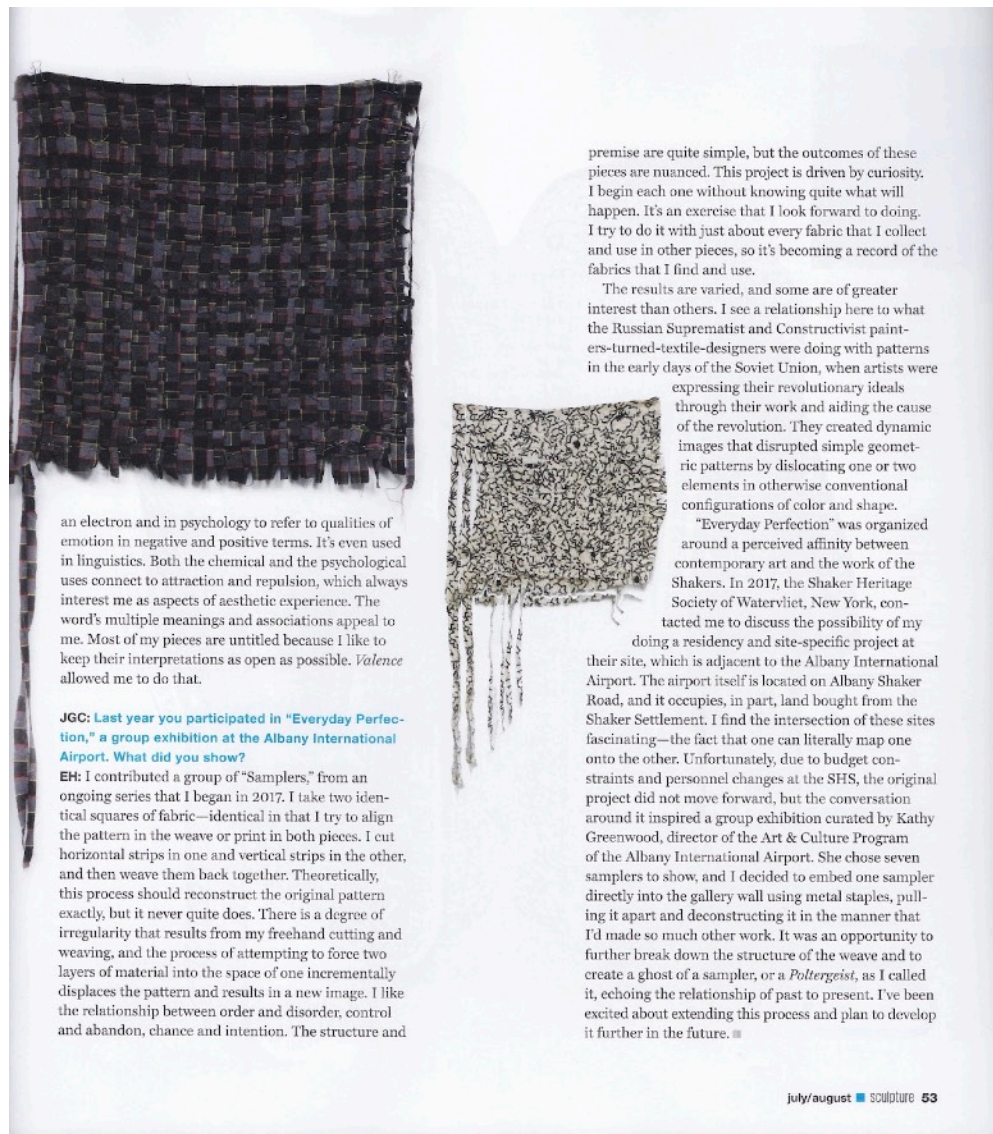 an electron and in psychology to refer to qualities of
emotion in negative and positive terms. It's even used
in linguistics. Both the chemical and the psychological
uses connect to attraction and repulsion, which always
interest me as aspects of aesthetic experience. The
word's multiple meanings and associations appeal to
me. Most of my pieces are untitled because I like to
keep their interpretations as open as possible. Valence
allowed me to do that.
JGC: Last year you participated in "Everyday Perfec-
tion," a group exhibition at the Albany International
Airport. What did you show?
EH: I contributed a group of "Samplers," from an
ongoing series that I began in 2017. I take two iden-
tical squares of fabric—identical in that I try to align
the pattern in the weave or print in both pieces. I cut
horizontal strips in one and vertical strips in the other,
and then weave them back together. Theoretically,
this process should reconstruct the original pattern
exactly, but it never quite does. There is a degree of
irregularity that results from my freehand cutting and
weaving, and the process of attempting to force two
layers of material into the space of one incrementally
displaces the pattern and results in a new image. I like
the relationship between order and disorder, control
and abandon, chance and intention. The structure and
premise are quite simple, but the outcomes of these
pieces are nuanced. This project is driven by curiosity.
I begin each one without knowing quite what will
happen. It's an exercise that I look forward to doing.
I try to do it with just about every fabric that I collect
and use in other pieces, so it's becoming a record of the
fabrics that I find and use.
The results are varied, and some are of greater
interest than others. I see a relationship here to what
the Russian Suprematist and Constructivist paint-
ers-turned-textile-designers were doing with patterns
in the early days of the Soviet Union, when artists were
expressing their revolutionary ideals
through their work and aiding the cause
of the revolution. They created dynamic
images that disrupted simple geomet-
ric patterns by dislocating one or two
elements in otherwise conventional
configurations of color and shape.
"Everyday Perfection" was organized
around a perceived affinity between
contemporary art and the work of the
Shakers. In 2017, the Shaker Heritage
Society of Watervliet, New York, con-
tacted me to discuss the possibility of my
doing a residency and site-specific project at
their site, which is adjacent to the Albany International
Airport. The airport itself is located on Albany Shaker
Road, and it occupies, in part, land bought from the
Shaker Settlement. I find the intersection of these sites
fascinating—the fact that one can literally map one
onto the other. Unfortunately, due to budget con-
straints and personnel changes at the SHS, the original
project did not move forward, but the conversation
around it inspired a group exhibition curated by Kathy
Greenwood, director of the Art & Culture Program
of the Albany International Airport. She chose seven
samplers to show, and I decided to embed one sampler
directly into the gallery wall using metal staples, pull-
ing it apart and deconstructing it in the manner that
I'd made so much other work. It was an opportunity to
further break down the structure of the weave and to
create a ghost of a sampler, or a Poltergeist, as I called
it, echoing the relationship of past to present. I've been
excited about extending this process and plan to develop
it further in the future.
july/august sculpture 53